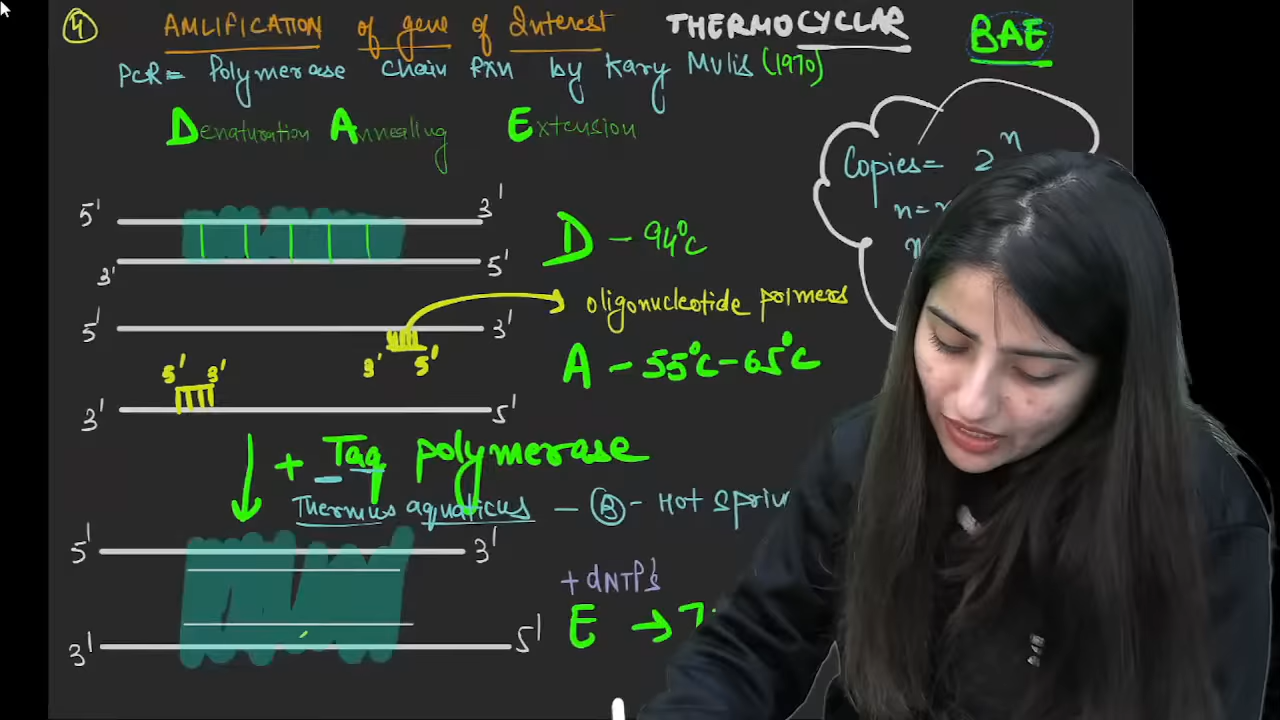 4 AMLIFICATION of gene of Interest THERMOCYCLAR BAE
PCR = Polymerase Chain RXN by Kary Mulis (1970)
Denaturation Annealing Extension
Copies = 2^n
n =
5' 3'
3' 5'
D - 94°C
oligonucleotide polmers
5' 3'
3' 5'
A - 55°C - 65°C
5' 3'
3' 5'
+ Taq polymerase
Thermus aquaticus - B - Hot
5' 3'
+ dNTP's
E → 7
3' 5'